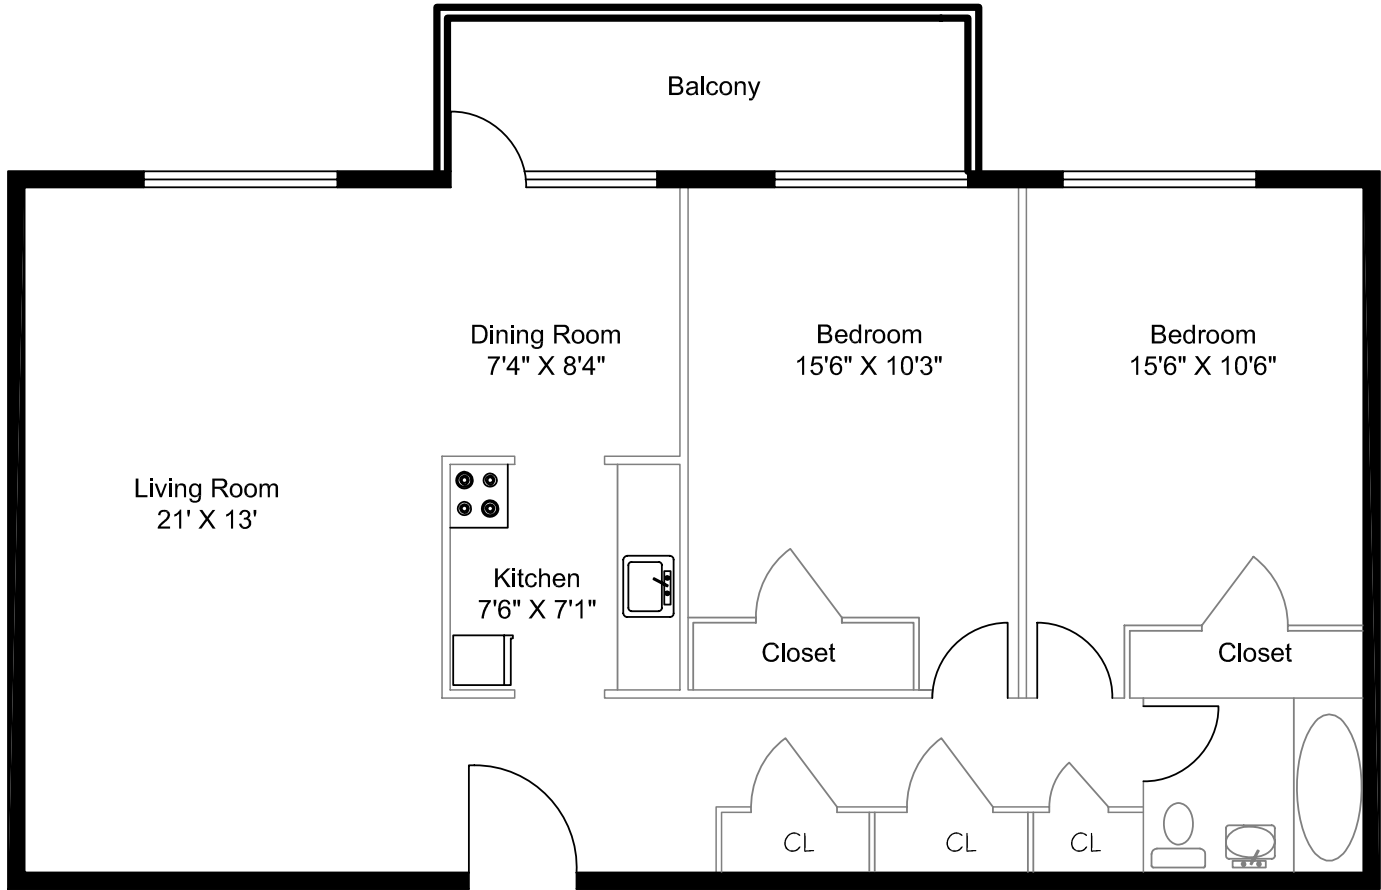 Balcony
Dining Room
7'4" X 8'4"
Bedroom
15'6" X 10'3"
Bedroom
15'6" X 10'6"
Living Room
21' X 13'
Kitchen
7'6" X 7'1"
Closet
Closet
CL
CL
CL